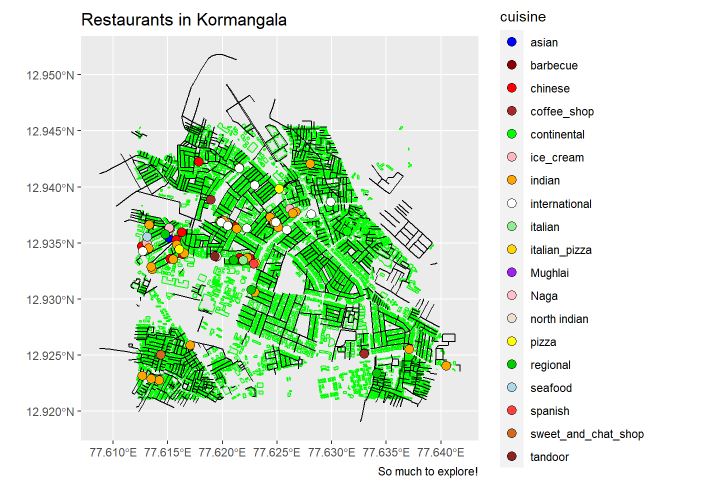 Restaurants in Kormangala
12.950°N
12.945°N
12.940°N
12.935°N
12.930°N
12.925°N
12.920°N
77.610°E 77.615°E 77.620°E 77.625°E 77.630°E 77.635°E 77.640°E
So much to explore!
cuisine
asian
barbecue
chinese
coffee_shop
continental
ice_cream
indian
international
italian
italian_pizza
Mughlai
Naga
north indian
pizza
regional
seafood
spanish
sweet_and_chat_shop
tandoor